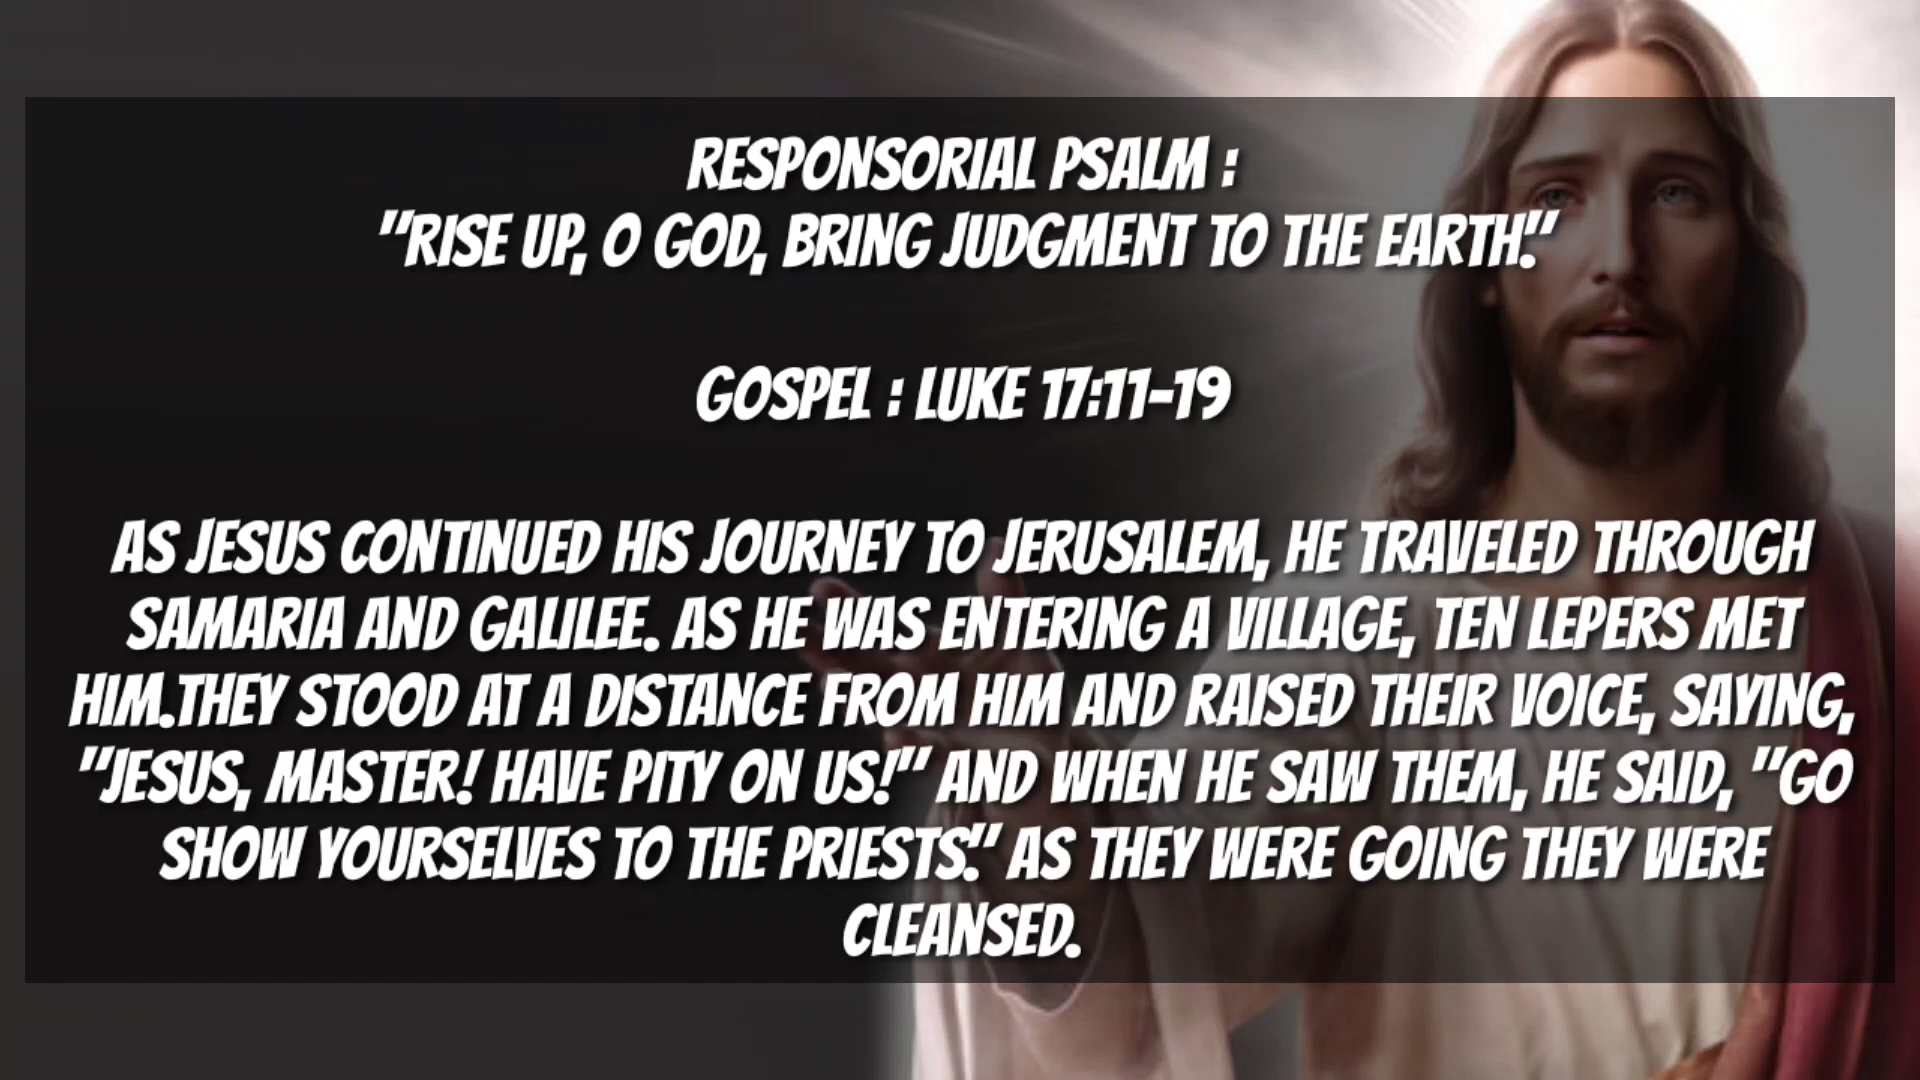 RESPONSORIAL PSALM :
"RISE UP, O GOD, BRING JUDGMENT TO THE EARTH."
GOSPEL : LUKE 17:11-19
AS JESUS CONTINUED HIS JOURNEY TO JERUSALEM, HE TRAVELED THROUGH
SAMARIA AND GALILEE. AS HE WAS ENTERING A VILLAGE, TEN LEPERS MET
HIM.THEY STOOD AT A DISTANCE FROM HIM AND RAISED THEIR VOICE, SAYING,
"JESUS, MASTER! HAVE PITY ON US!" AND WHEN HE SAW THEM, HE SAID, "GO
SHOW YOURSELVES TO THE PRIESTS." AS THEY WERE GOING THEY WERE
CLEANSED.